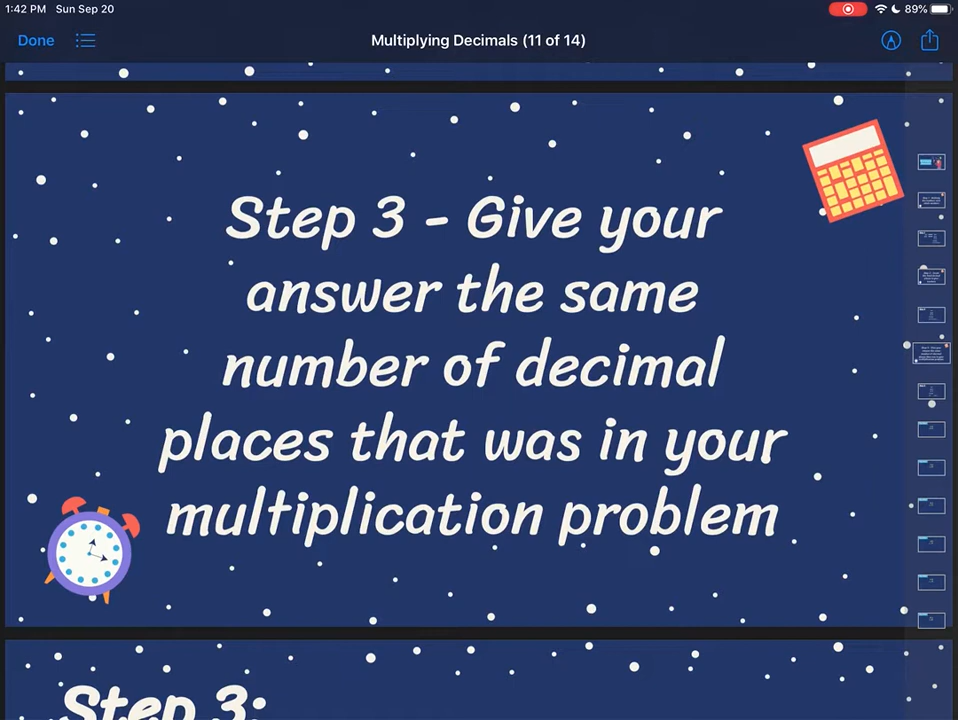 1:42 PM Sun Sep 20 89%
Done Multiplying Decimals (11 of 14)
Step 3 - Give your
answer the same
number of decimal
places that was in your
multiplication problem
Step 3: